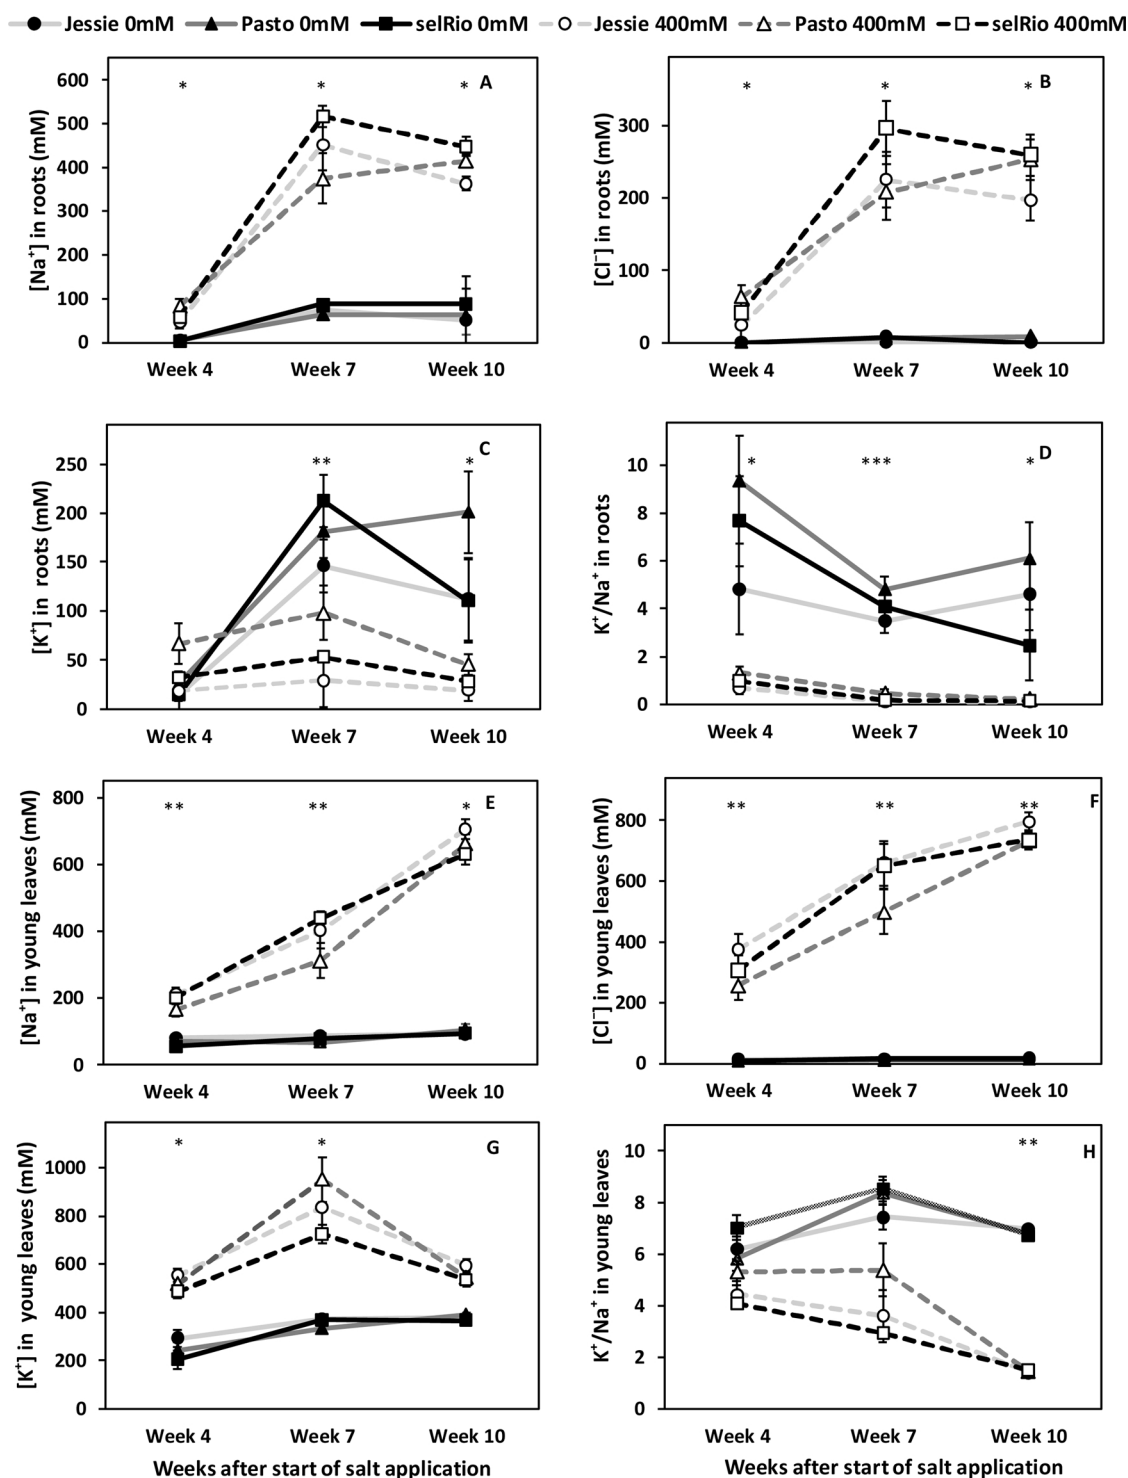 Jessie 0mM Pasto 0mM selRio 0mM Jessie 400mM Pasto 400mM selRio 400mM
A
* * *
[Na⁺] in roots (mM)
600
500
400
300
200
100
0
Week 4 Week 7 Week 10
B
* * *
[Cl⁻] in roots (mM)
300
200
100
0
Week 4 Week 7 Week 10
C
** *
[K⁺] in roots (mM)
250
200
150
100
50
0
Week 4 Week 7 Week 10
D
* *** *
K⁺/Na⁺ in roots
10
8
6
4
2
0
Week 4 Week 7 Week 10
E
** ** *
[Na⁺] in young leaves (mM)
800
600
400
200
0
Week 4 Week 7 Week 10
F
** ** **
[Cl⁻] in young leaves (mM)
800
600
400
200
0
Week 4 Week 7 Week 10
G
* *
[K⁺] in young leaves (mM)
1000
800
600
400
200
0
Week 4 Week 7 Week 10
Weeks after start of salt application
H
**
K⁺/Na⁺ in young leaves
10
8
6
4
2
0
Week 4 Week 7 Week 10
Weeks after start of salt application